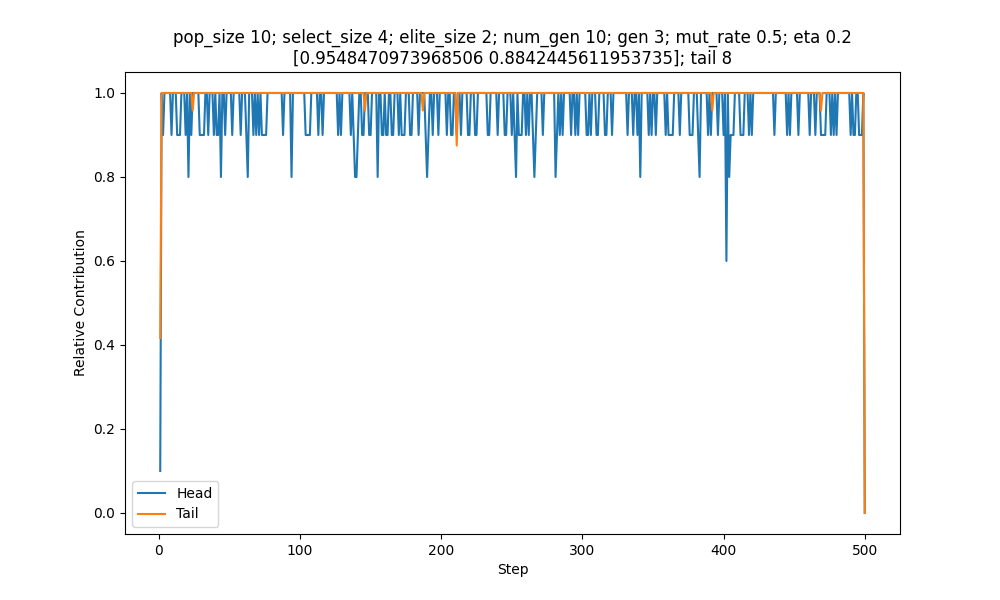 pop_size 10; select_size 4; elite_size 2; num_gen 10; gen 3; mut_rate 0.5; eta 0.2
[0.9548470973968506 0.8842445611953735]; tail 8
1.0
0.8
0.6
0.4
0.2
0.0
Relative Contribution
Head
Tail
0
100
200
300
400
500
Step